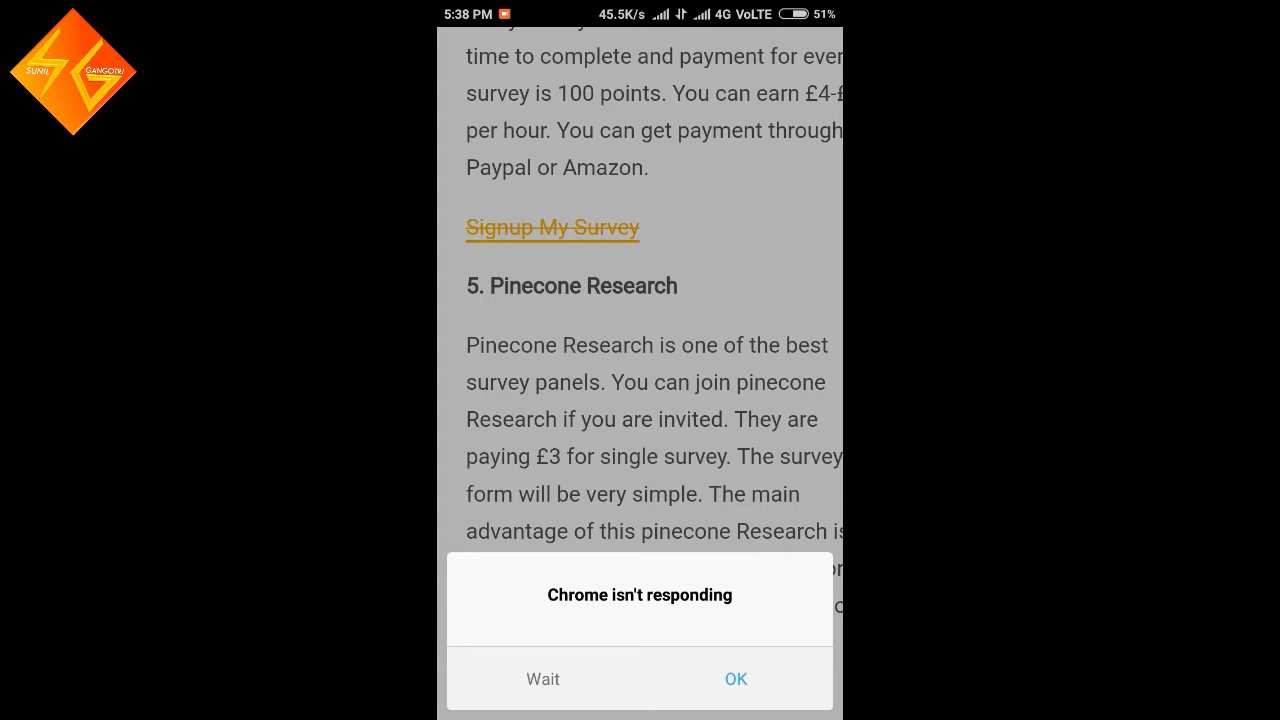 5:38 PM 45.5K/s 4G VoLTE 51%
SUNIL GANGOTRI
time to complete and payment for ever
survey is 100 points. You can earn £4-£
per hour. You can get payment through
Paypal or Amazon.
Signup My Survey
5. Pinecone Research
Pinecone Research is one of the best
survey panels. You can join pinecone
Research if you are invited. They are
paying £3 for single survey. The survey
form will be very simple. The main
advantage of this pinecone Research is
Chrome isn't responding
Wait OK